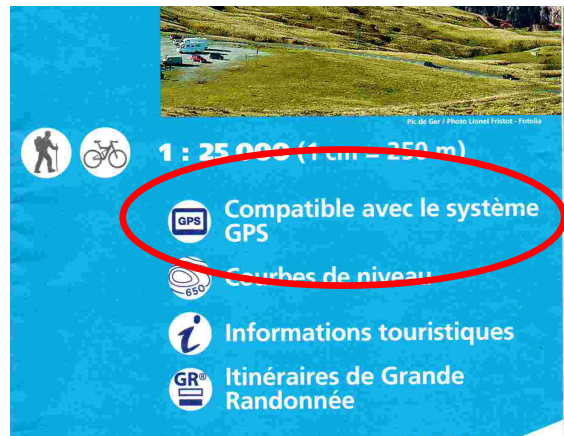 Pic de Ger / Photo Lionel Fristot - Fotolia
1 : 25 000 (1 cm = 250 m)
GPS
Compatible avec le système
GPS
650
Courbes de niveau
i
Informations touristiques
GR®
Itinéraires de Grande
Randonnée